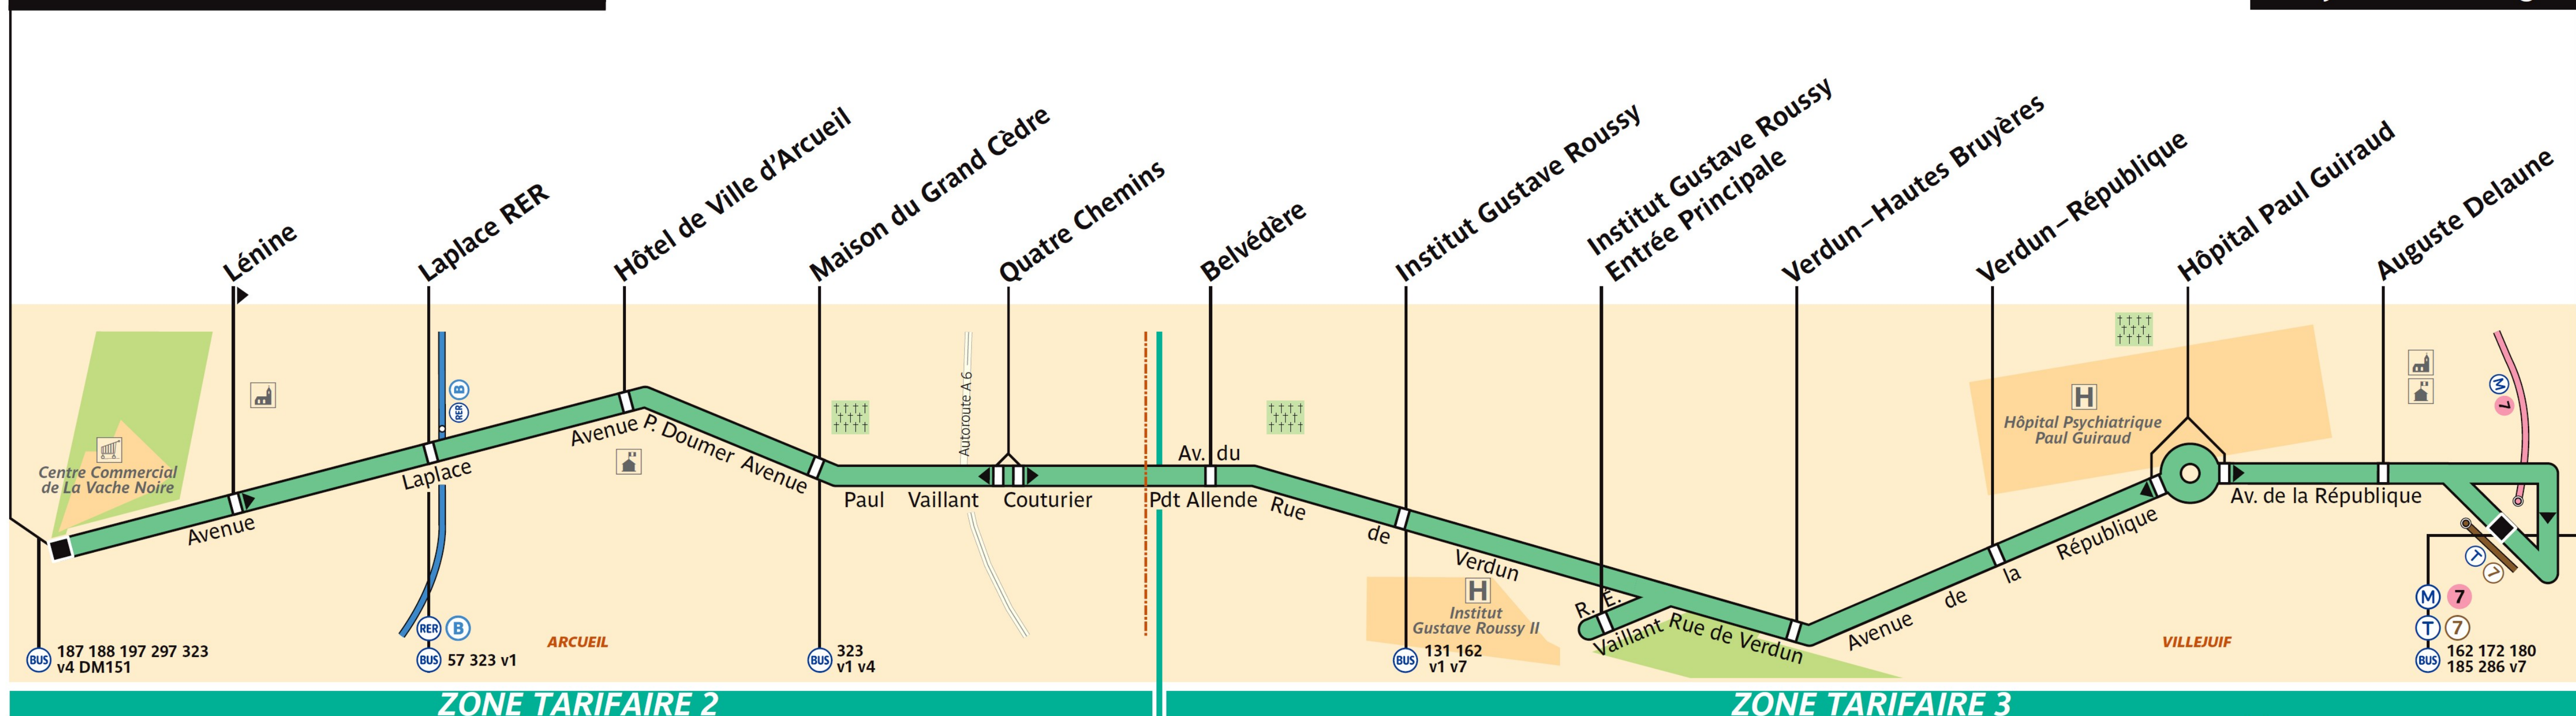 Lénine
Laplace RER
Hôtel de Ville d'Arcueil
Maison du Grand Cèdre
Quatre Chemins
Belvédère
Institut Gustave Roussy
Institut Gustave Roussy
Entrée Principale
Verdun–Hautes Bruyères
Verdun–République
Hôpital Paul Guiraud
Auguste Delaune
Centre Commercial
de La Vache Noire
RER B
Autoroute A 6
H
Hôpital Psychiatrique
Paul Guiraud
M 7
Avenue
Laplace
Avenue P. Doumer Avenue
Paul Vaillant Couturier
Av. du
Pdt Allende
Rue
de
Verdun
H
Institut
Gustave Roussy II
R. É.
Vaillant
Rue de Verdun
Avenue de la République
Av. de la République
T 7
BUS 187 188 197 297 323
v4 DM151
RER B
BUS 57 323 v1
ARCUEIL
BUS 323
v1 v4
BUS 131 162
v1 v7
VILLEJUIF
M 7
T 7
BUS 162 172 180
185 286 v7
ZONE TARIFAIRE 2
ZONE TARIFAIRE 3